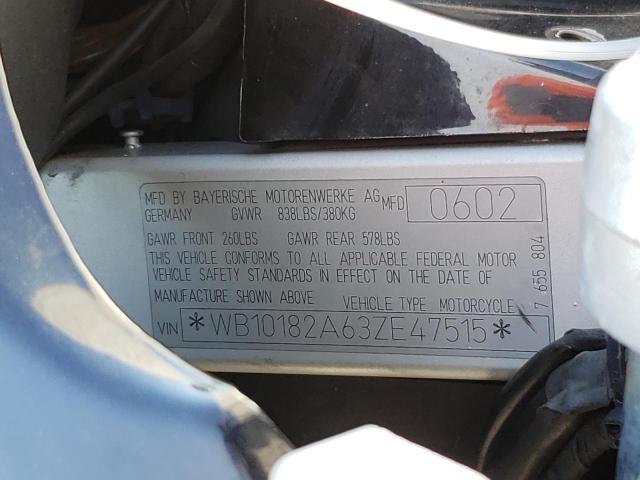 MFD BY BAYERISCHE MOTORENWERKE AG MFD 0602
GERMANY GVWR 838LBS/380KG
GAWR FRONT 260LBS GAWR REAR 578LBS
THIS VEHICLE CONFORMS TO ALL APPLICABLE FEDERAL MOTOR
VEHICLE SAFETY STANDARDS IN EFFECT ON THE DATE OF
MANUFACTURE SHOWN ABOVE VEHICLE TYPE MOTORCYCLE
VIN *WB10182A63ZE47515*
7 655 804